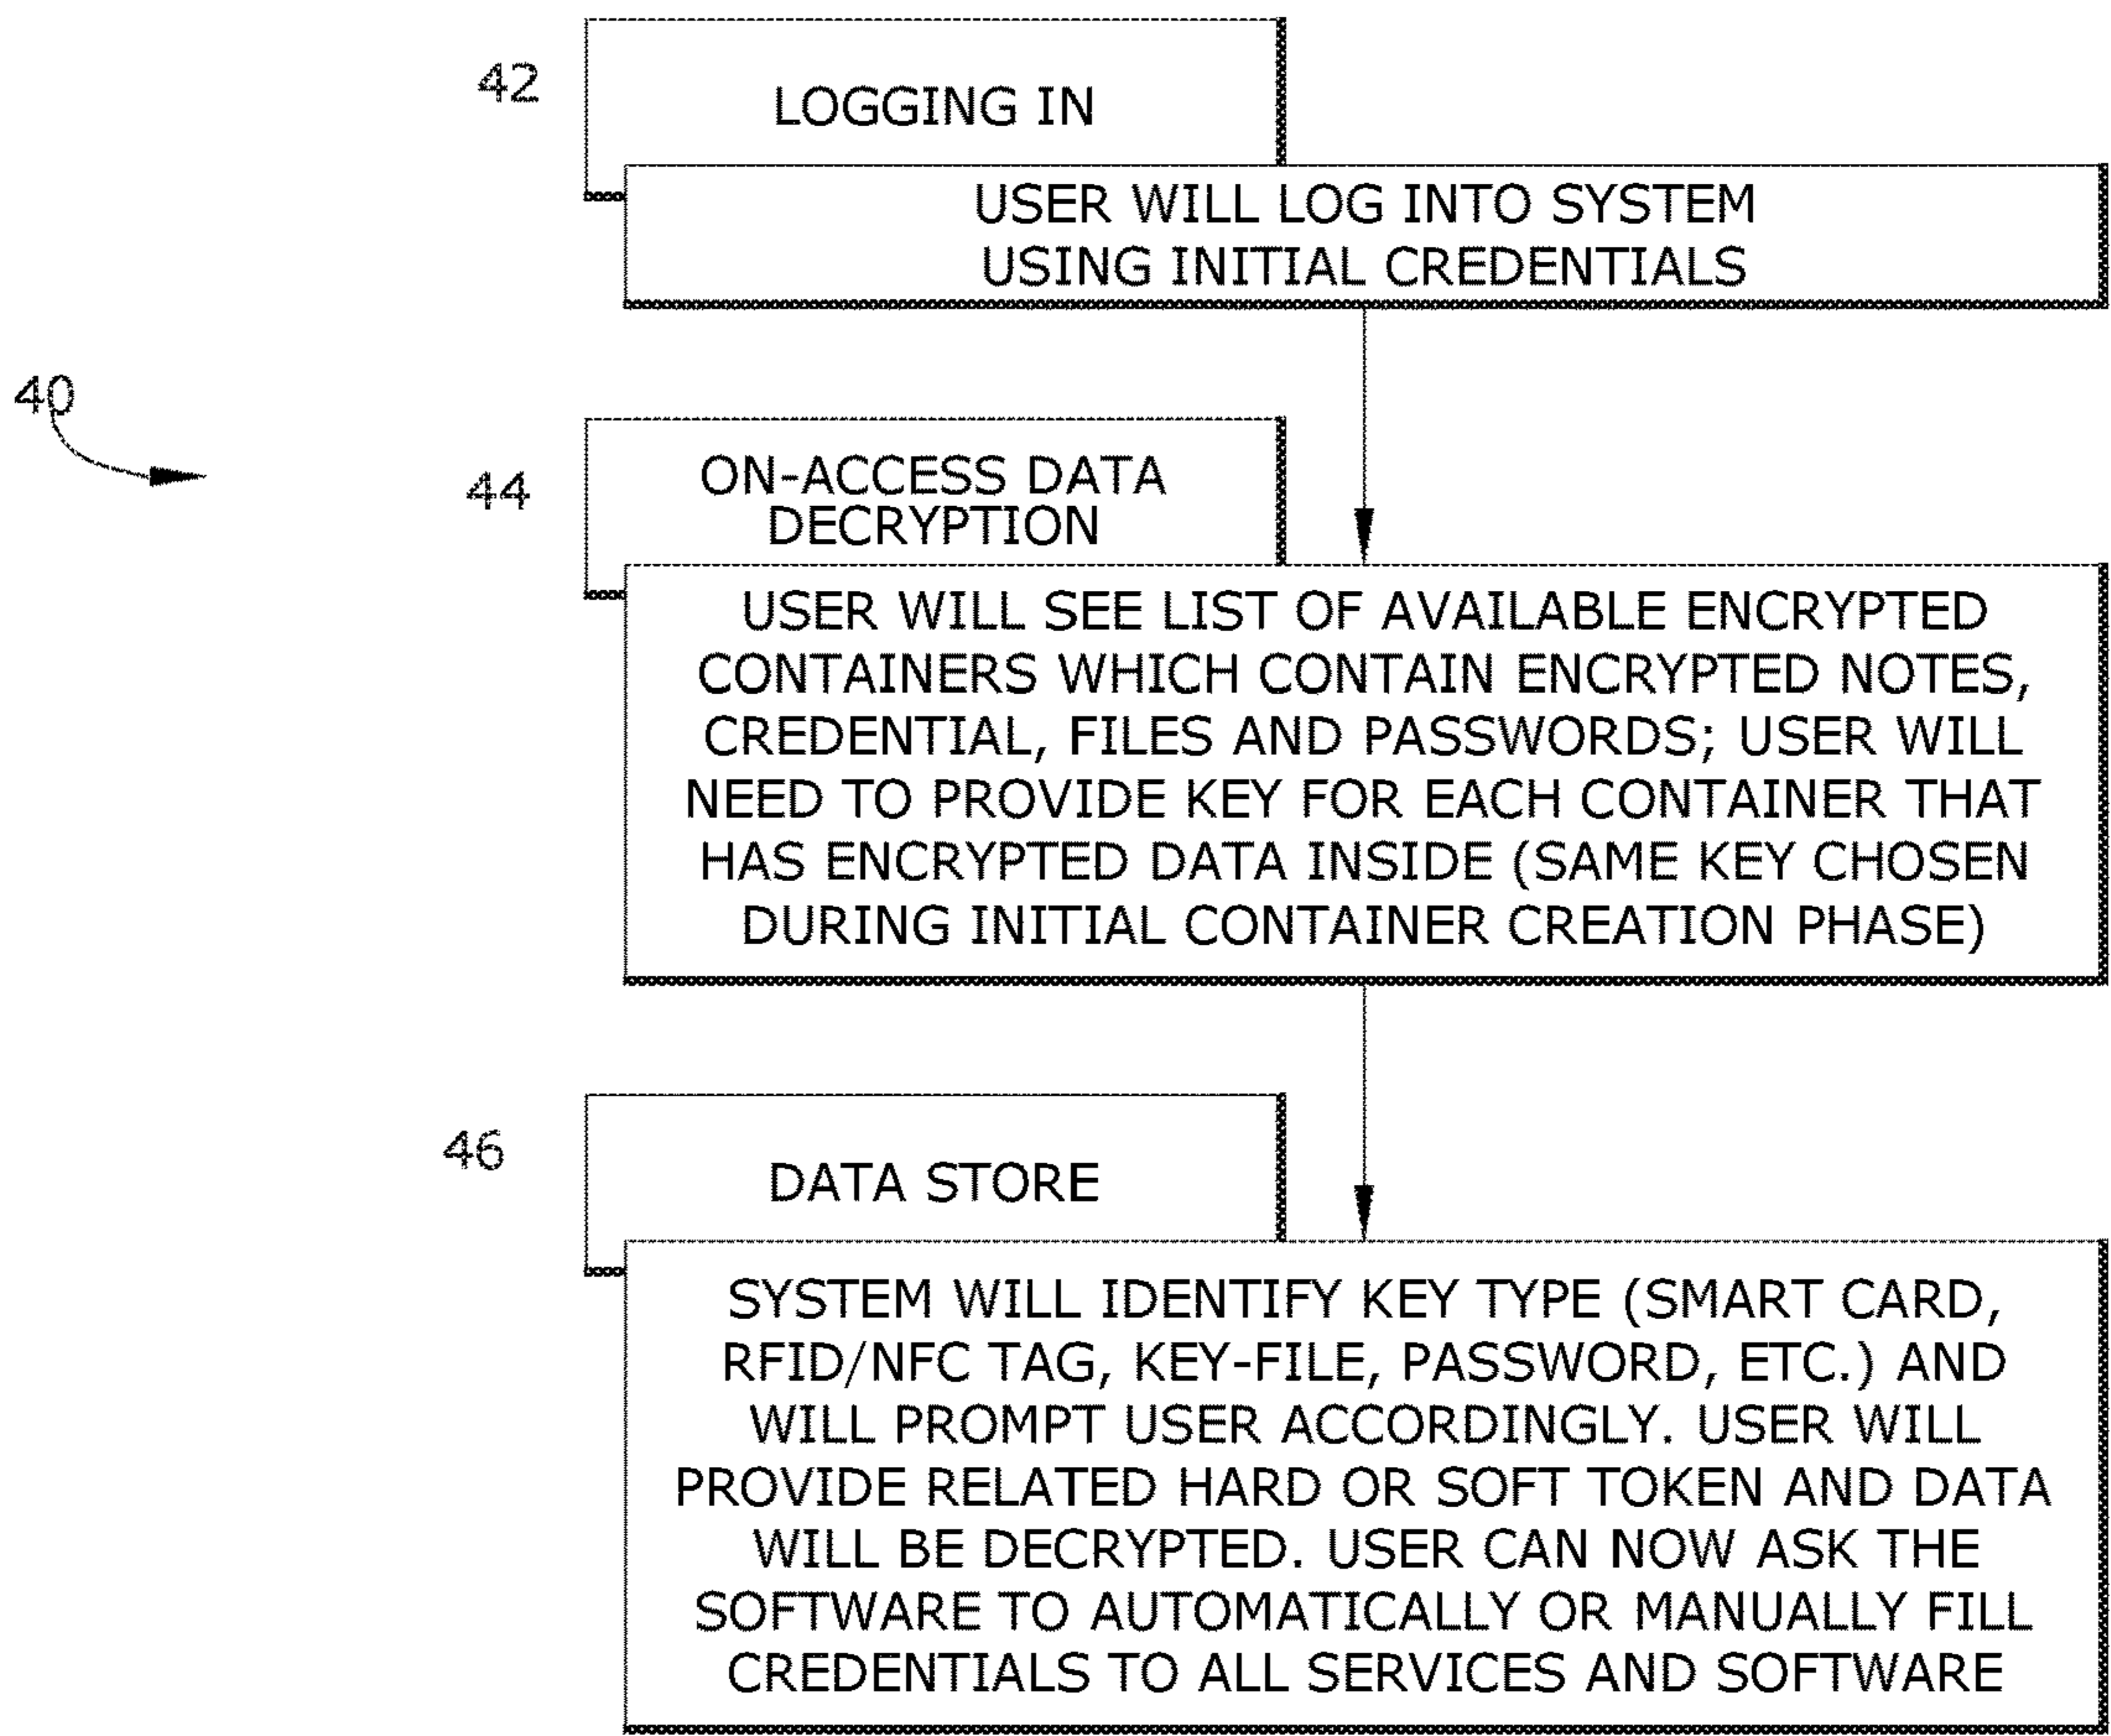 42
LOGGING IN
USER WILL LOG INTO SYSTEM
USING INITIAL CREDENTIALS
40
44
ON-ACCESS DATA
DECRYPTION
USER WILL SEE LIST OF AVAILABLE ENCRYPTED
CONTAINERS WHICH CONTAIN ENCRYPTED NOTES,
CREDENTIAL, FILES AND PASSWORDS; USER WILL
NEED TO PROVIDE KEY FOR EACH CONTAINER THAT
HAS ENCRYPTED DATA INSIDE (SAME KEY CHOSEN
DURING INITIAL CONTAINER CREATION PHASE)
46
DATA STORE
SYSTEM WILL IDENTIFY KEY TYPE (SMART CARD,
RFID/NFC TAG, KEY-FILE, PASSWORD, ETC.) AND
WILL PROMPT USER ACCORDINGLY. USER WILL
PROVIDE RELATED HARD OR SOFT TOKEN AND DATA
WILL BE DECRYPTED. USER CAN NOW ASK THE
SOFTWARE TO AUTOMATICALLY OR MANUALLY FILL
CREDENTIALS TO ALL SERVICES AND SOFTWARE